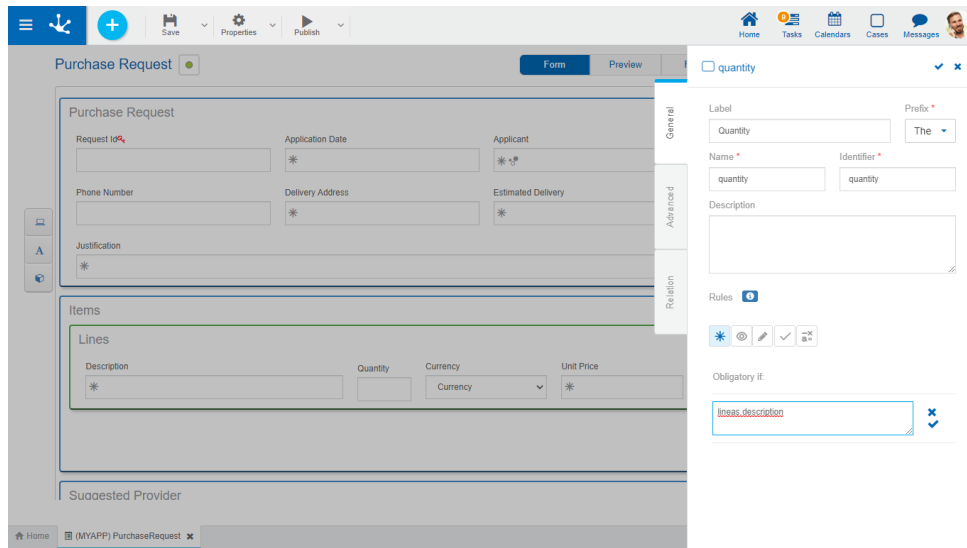 Save
Properties
Publish
Home
0
Tasks
Calendars
Cases
Messages
Purchase Request
Form
Preview
quantity
General
Advanced
Relation
Purchase Request
Request Id
Application Date
Applicant
Phone Number
Delivery Address
Estimated Delivery
Justification
A
Items
Lines
Description
Quantity
Currency
Unit Price
Currency
Suggested Provider
Label
Prefix *
Quantity
The
Name *
Identifier *
quantity
quantity
Description
Rules
Obligatory if:
lineas.description
Home
(MYAPP) PurchaseRequest